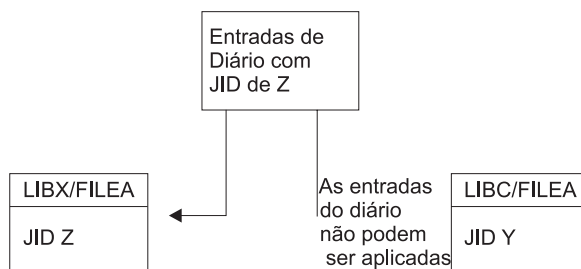 Entradas de
Diário com
JID de Z
LIBX/FILEA
JID Z
As entradas
do diário
não podem
ser aplicadas
LIBC/FILEA
JID Y